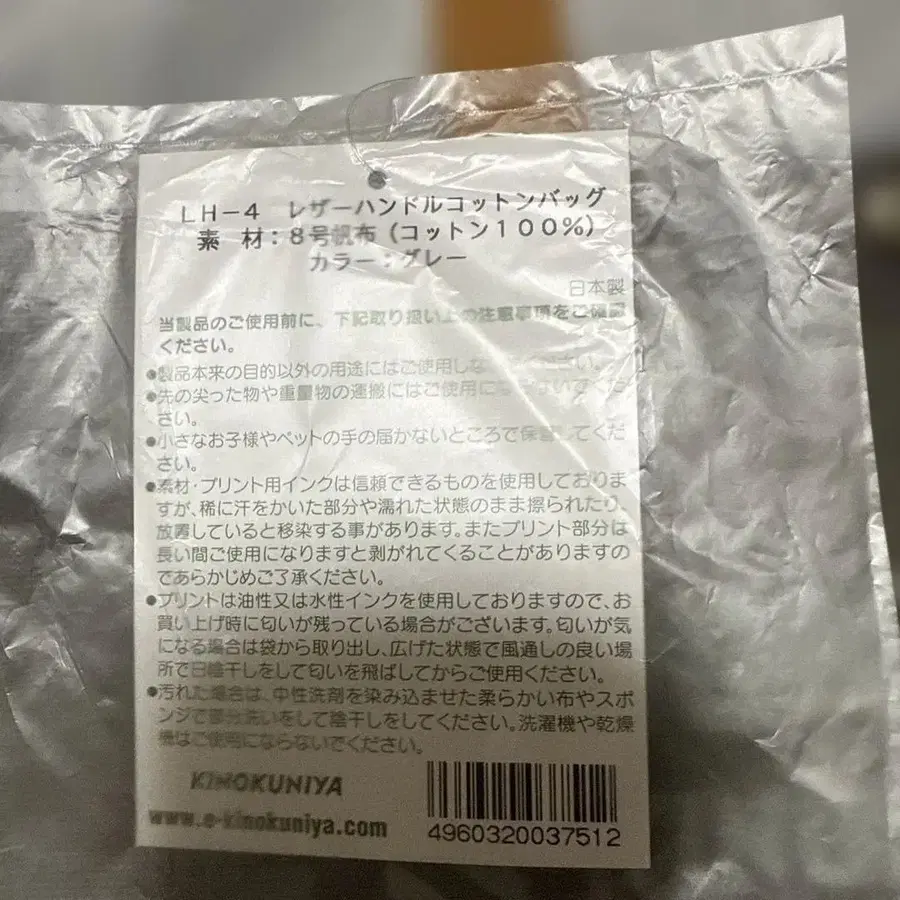 LH-4 レザーハンドルコットンバッグ
素 材：8号帆布（コットン100%）
カラー：グレー
日本製
当製品のご使用前に、下記取り扱い上の注意事項をご確認
ください。
●製品本来の目的以外の用途にはご使用しな ください。
●先の尖った物や重量物の運搬にはご使用に ないでくだ
さい。
●小さなお子様やペットの手の届かないところで保管してくだ
さい。
●素材・プリント用インクは信頼できるものを使用しておりま
すが、稀に汗をかいた部分や濡れた状態のまま擦られたり、
放置していると移染する事があります。またプリント部分は
長い間ご使用になりますと剥がれてくることがありますの
であらかじめご了承ください。
●プリントは油性又は水性インクを使用しておりますので、お
買い上げ時に匂いが残っている場合がございます。匂いが気
になる場合は袋から取り出し、広げた状態で風通しの良い場
所で日陰干しをして匂いを飛ばしてからご使用ください。
●汚れた場合は、中性洗剤を染み込ませた柔らかい布やスポ
ンジで部分洗いをして陰干しをしてください。洗濯機や乾燥
機はご使用にならないでください。
KINOKUNIYA
www.e-kinokuniya.com
4960320037512